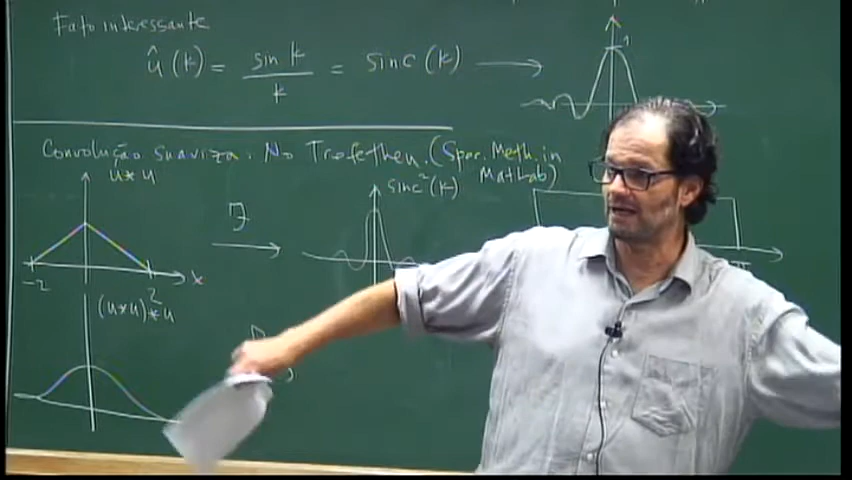 Fato interessante
û(k) = sin k / k = sinc(k) ⟶
1
Convolução suaviza. No Trefethen. (Spec. Meth. in Matlab)
u*u
sinc²(k)
ℱ
-2
2
x
(u*u)*u
π